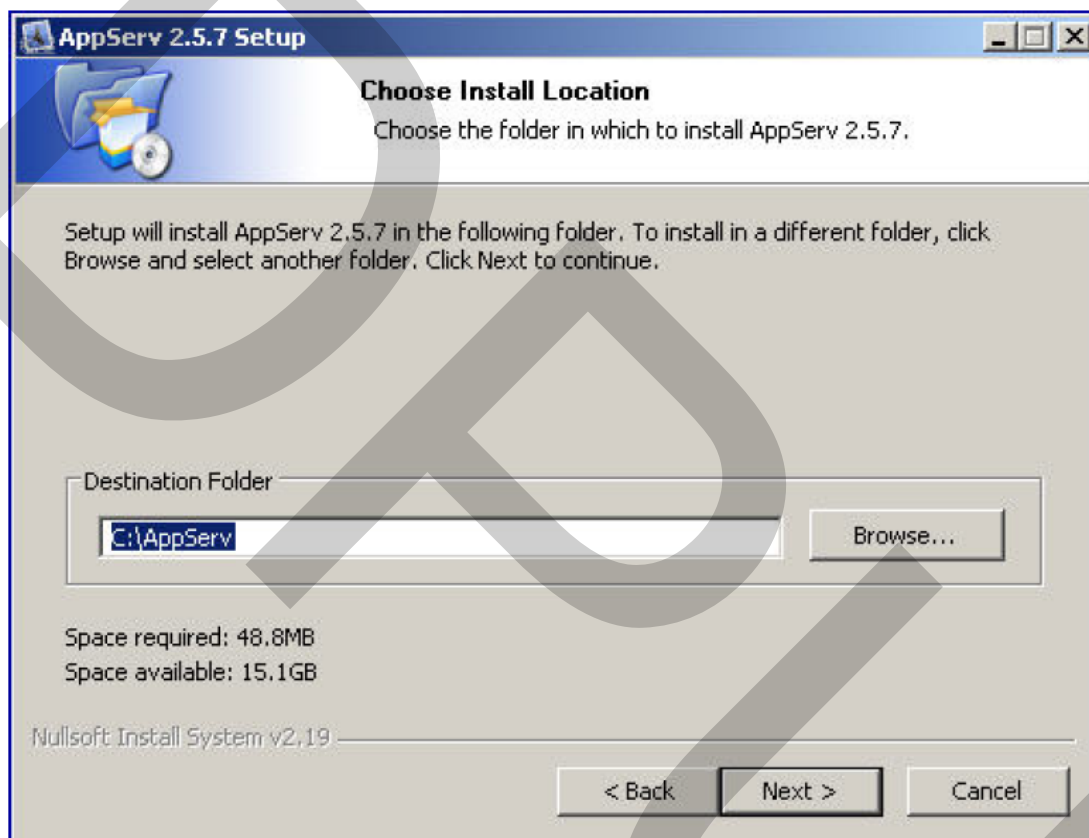 AppServ 2.5.7 Setup
Choose Install Location
Choose the folder in which to install AppServ 2.5.7.
Setup will install AppServ 2.5.7 in the following folder. To install in a different folder, click
Browse and select another folder. Click Next to continue.
Destination Folder
C:\AppServ
Browse...
Space required: 48.8MB
Space available: 15.1GB
Nullsoft Install System v2.19
< Back
Next >
Cancel